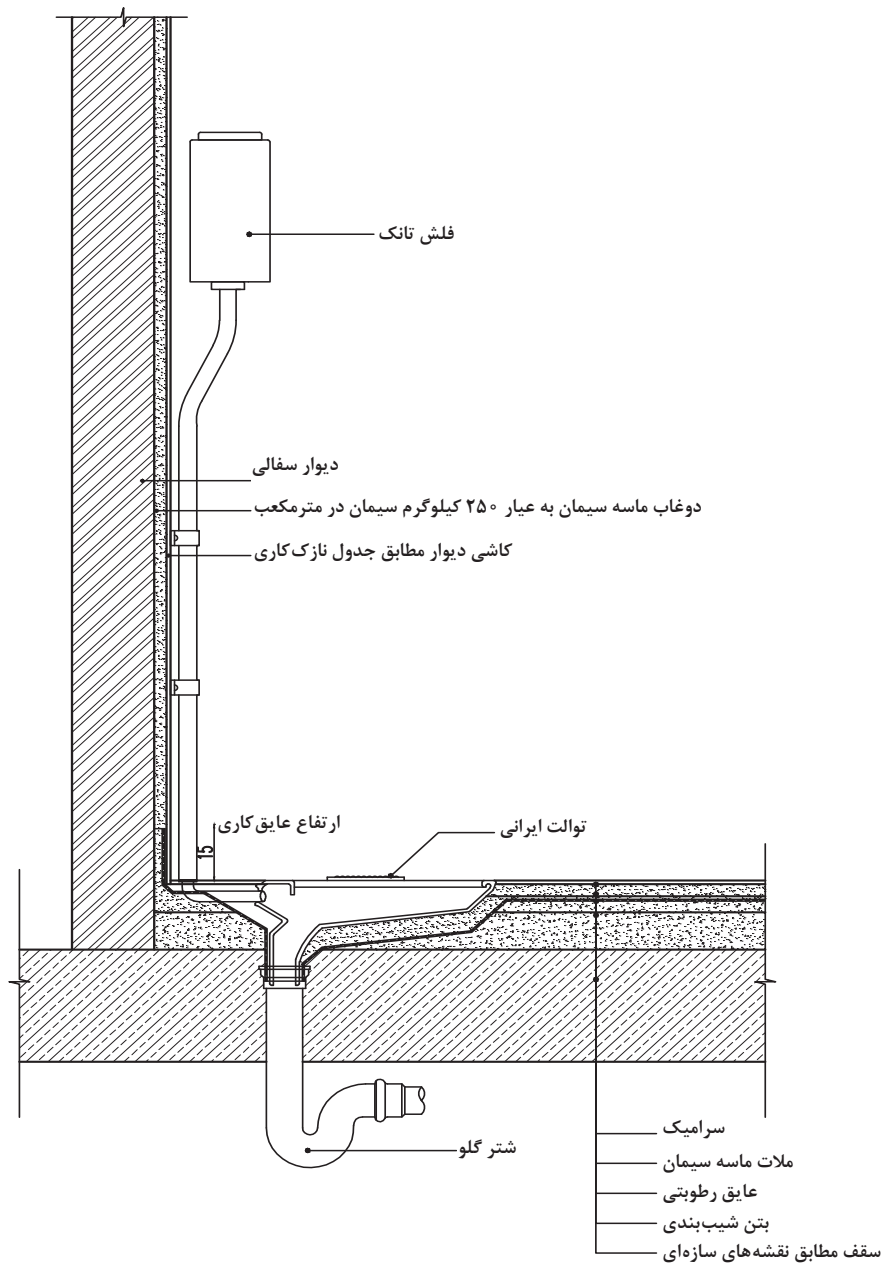 فلش تانک
دیوار سفالی
دوغاب ماسه سیمان به عیار ۲۵۰ کیلوگرم سیمان در مترمکعب
کاشی دیوار مطابق جدول نازک‌کاری
ارتفاع عایق‌کاری
15
توالت ایرانی
شتر گلو
سرامیک
ملات ماسه سیمان
عایق رطوبتی
بتن شیب‌بندی
سقف مطابق نقشه‌های سازه‌ای